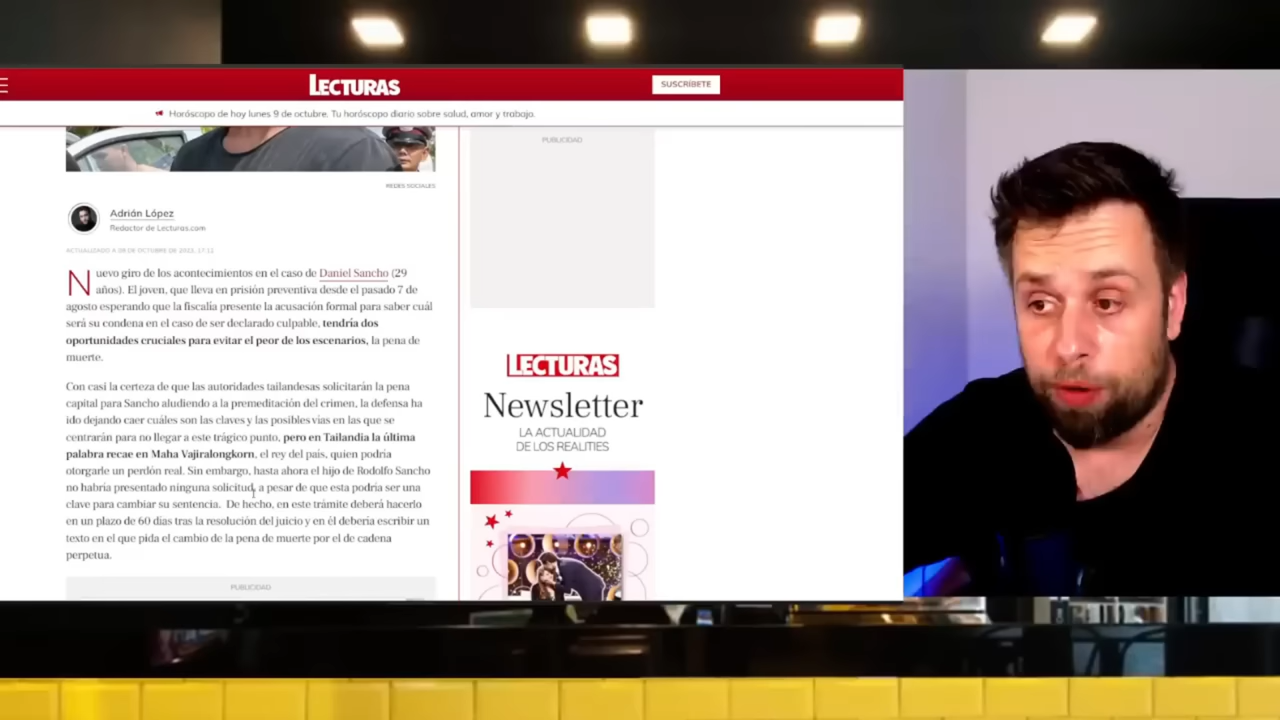 LECTURAS
SUSCRÍBETE
Horóscopo de hoy lunes 9 de octubre. Tu horóscopo diario sobre salud, amor y trabajo.
PUBLICIDAD
REDES SOCIALES
Adrián López
Redactor de Lecturas.com
ACTUALIZADO A 09 DE OCTUBRE DE 2023, 17:11
Nuevo giro de los acontecimientos en el caso de Daniel Sancho (29
años). El joven, que lleva en prisión preventiva desde el pasado 7 de
agosto esperando que la fiscalía presente la acusación formal para saber cuál
será su condena en el caso de ser declarado culpable, tendría dos
oportunidades cruciales para evitar el peor de los escenarios, la pena de
muerte.
Con casi la certeza de que las autoridades tailandesas solicitarán la pena
capital para Sancho aludiendo a la premeditación del crimen, la defensa ha
ido dejando caer cuáles son las claves y las posibles vías en las que se
centrarán para no llegar a este trágico punto, pero en Tailandia la última
palabra recae en Maha Vajiralongkorn, el rey del país, quien podría
otorgarle un perdón real. Sin embargo, hasta ahora el hijo de Rodolfo Sancho
no habría presentado ninguna solicitud, a pesar de que esta podría ser una
clave para cambiar su sentencia. De hecho, en este trámite deberá hacerlo
en un plazo de 60 días tras la resolución del juicio y en él debería escribir un
texto en el que pida el cambio de la pena de muerte por el de cadena
perpetua.
PUBLICIDAD
LECTURAS
Newsletter
LA ACTUALIDAD
DE LOS REALITIES